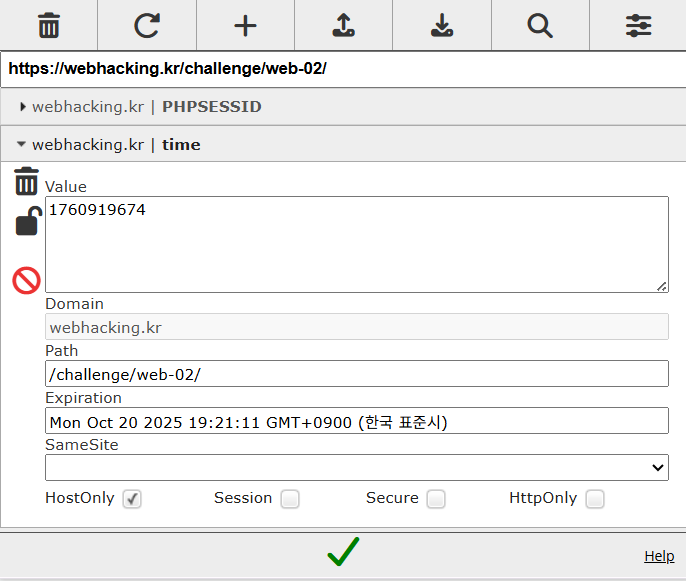 https://webhacking.kr/challenge/web-02/
webhacking.kr | PHPSESSID
webhacking.kr | time
Value
1760919674
Domain
webhacking.kr
Path
/challenge/web-02/
Expiration
Mon Oct 20 2025 19:21:11 GMT+0900 (한국 표준시)
SameSite
HostOnly Session Secure HttpOnly
Help